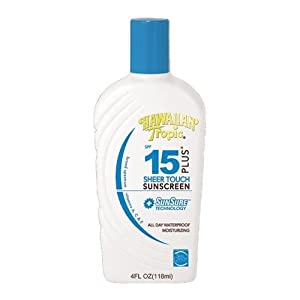 HAWAIIAN
Tropic®
SPF
15 PLUS
SHEER TOUCH
SUNSCREEN
SUNSURE
TECHNOLOGY
ALL DAY WATERPROOF
MOISTURIZING
4FL OZ(118ml)